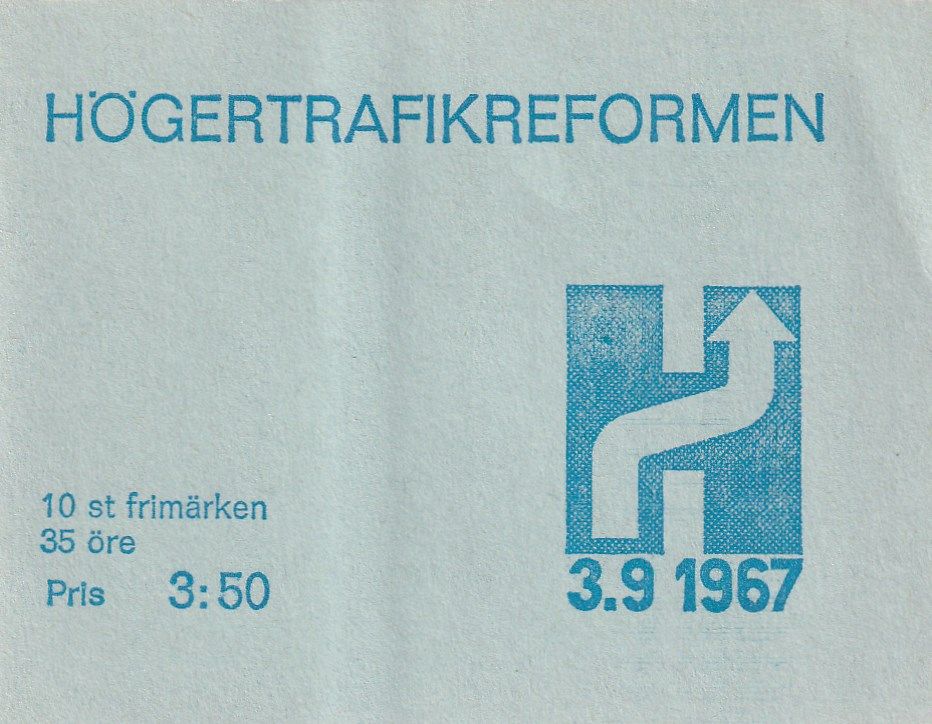 HÖGERTRAFIKREFORMEN
10 st frimärken
35 öre
Pris 3:50
H
3.9 1967